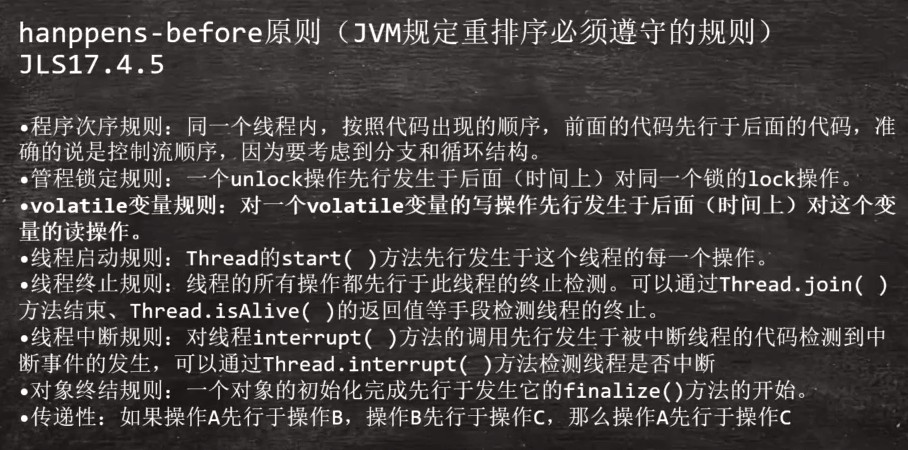 hanppens-before原则（JVM规定重排序必须遵守的规则）
JLS17.4.5
•程序次序规则：同一个线程内，按照代码出现的顺序，前面的代码先行于后面的代码，准
确的说是控制流顺序，因为要考虑到分支和循环结构。
•管程锁定规则：一个unlock操作先行发生于后面（时间上）对同一个锁的lock操作。
•volatile变量规则：对一个volatile变量的写操作先行发生于后面（时间上）对这个变
量的读操作。
•线程启动规则：Thread的start( )方法先行发生于这个线程的每一个操作。
•线程终止规则：线程的所有操作都先行于此线程的终止检测。可以通过Thread.join( )
方法结束、Thread.isAlive( )的返回值等手段检测线程的终止。
•线程中断规则：对线程interrupt( )方法的调用先行发生于被中断线程的代码检测到中
断事件的发生，可以通过Thread.interrupt( )方法检测线程是否中断
•对象终结规则：一个对象的初始化完成先行于发生它的finalize()方法的开始。
•传递性：如果操作A先行于操作B，操作B先行于操作C，那么操作A先行于操作C